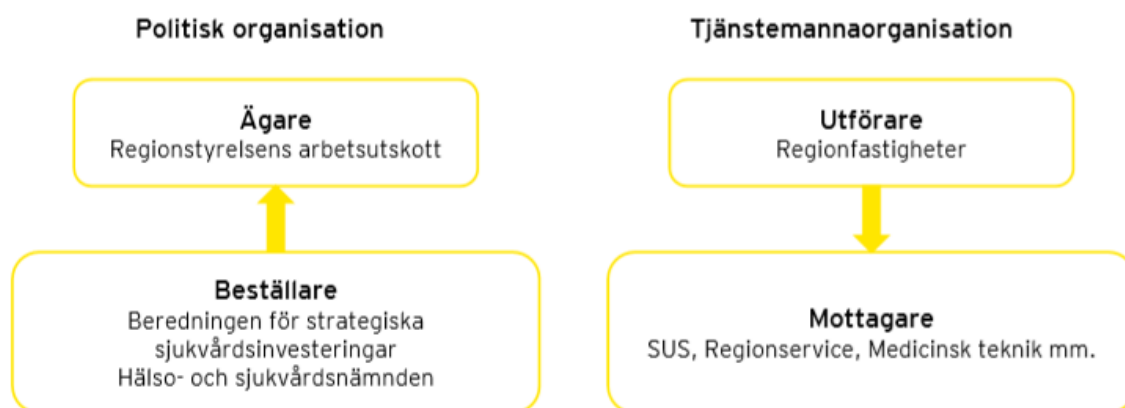 Politisk organisation
Ägare
Regionstyrelsens arbetsutskott
Beställare
Beredningen för strategiska
sjukvårdsinvesteringar
Hälso- och sjukvårdsnämnden
Tjänstemannaorganisation
Utförare
Regionfastigheter
Mottagare
SUS, Regionservice, Medicinsk teknik mm.